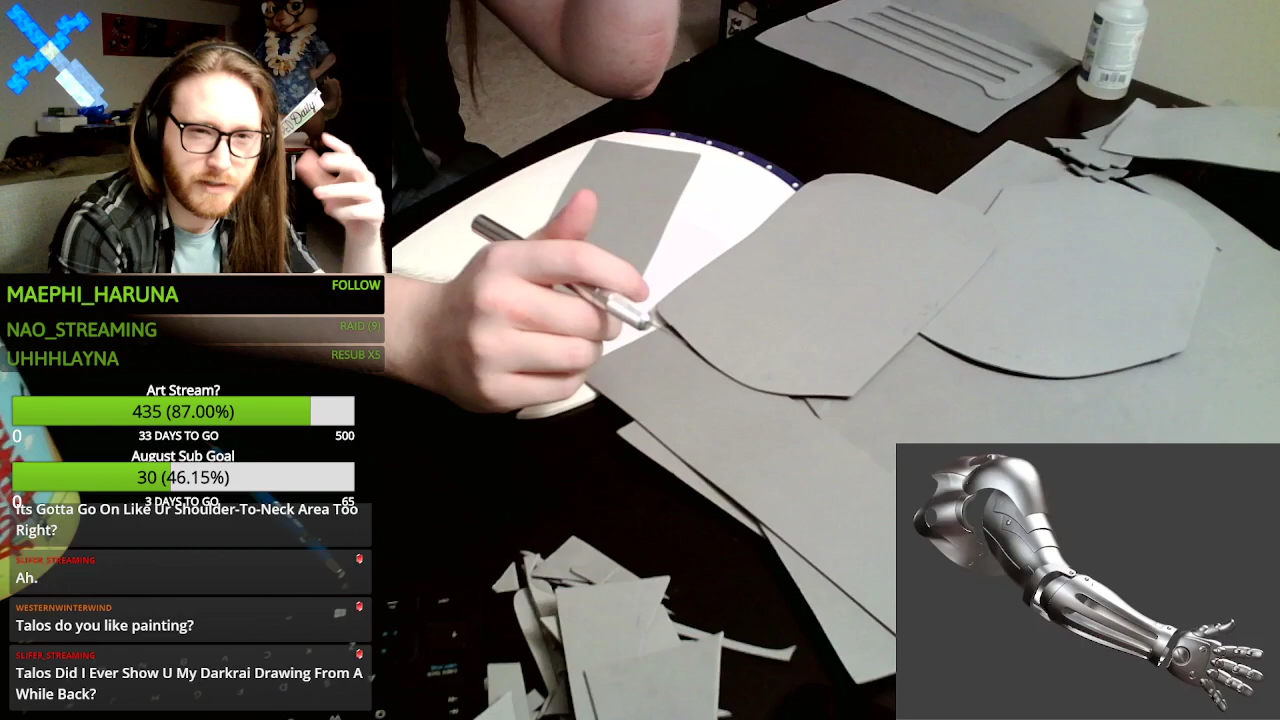 Daily
MAEPHI_HARUNA
FOLLOW
NAO_STREAMING
RAID (9)
UHHHLAYNA
RESUB X5
Art Stream?
435 (87.00%)
0
33 DAYS TO GO
500
August Sub Goal
30 (46.15%)
0
3 DAYS TO GO
65
Its Gotta Go On Like Ur Shoulder-To-Neck Area Too
Right?
SLIFER_STREAMING
Ah.
WESTERNWINTERWIND
Talos do you like painting?
SLIFER_STREAMING
Talos Did I Ever Show U My Darkrai Drawing From A
While Back?